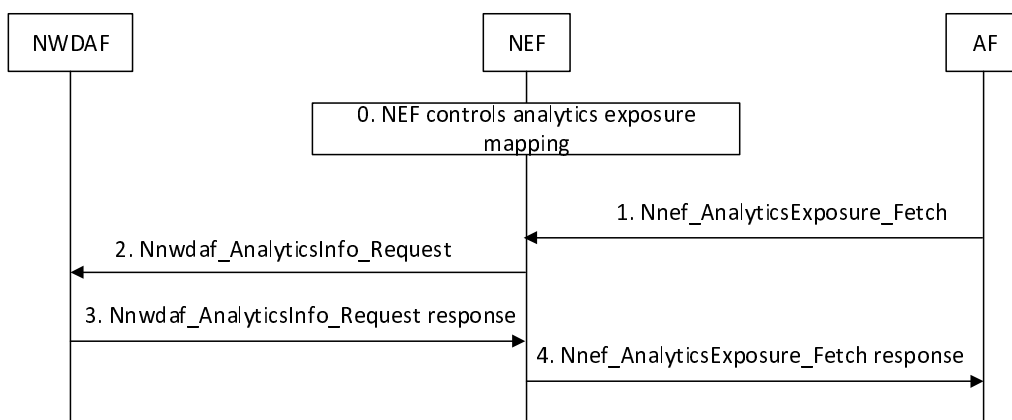 NWDAF
NEF
AF
0. NEF controls analytics exposure
mapping
1. Nnef_AnalyticsExposure_Fetch
2. Nnwdaf_AnalyticsInfo_Request
3. Nnwdaf_AnalyticsInfo_Request response
4. Nnef_AnalyticsExposure_Fetch response